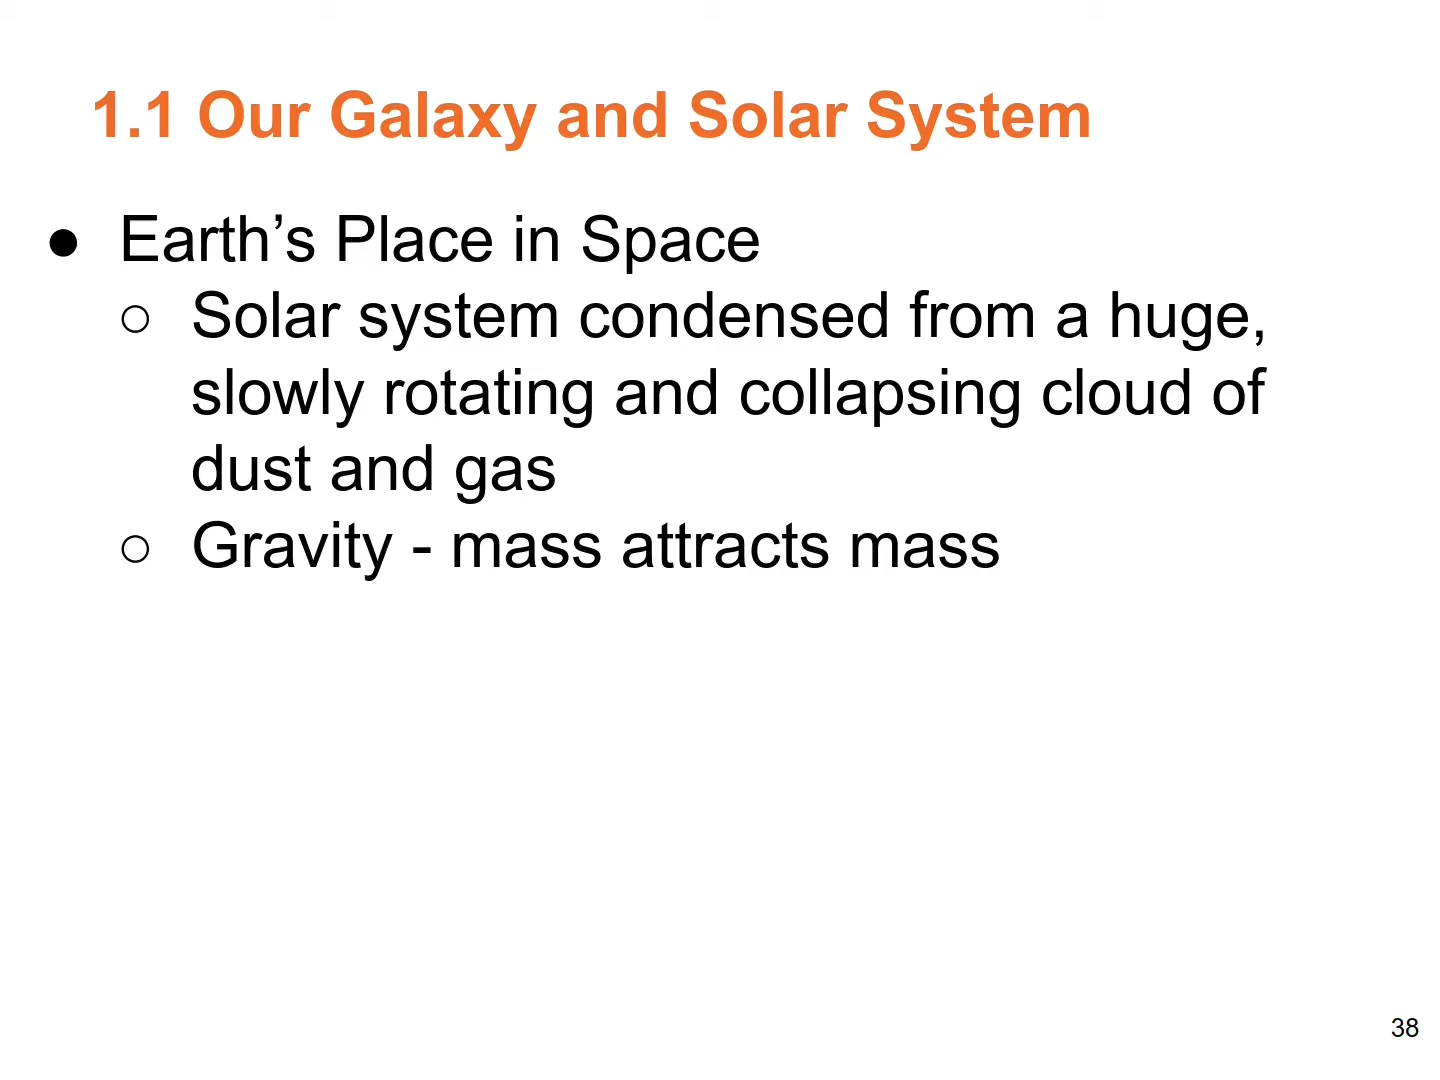 1.1 Our Galaxy and Solar System
● Earth’s Place in Space
○ Solar system condensed from a huge,
slowly rotating and collapsing cloud of
dust and gas
○ Gravity - mass attracts mass
38